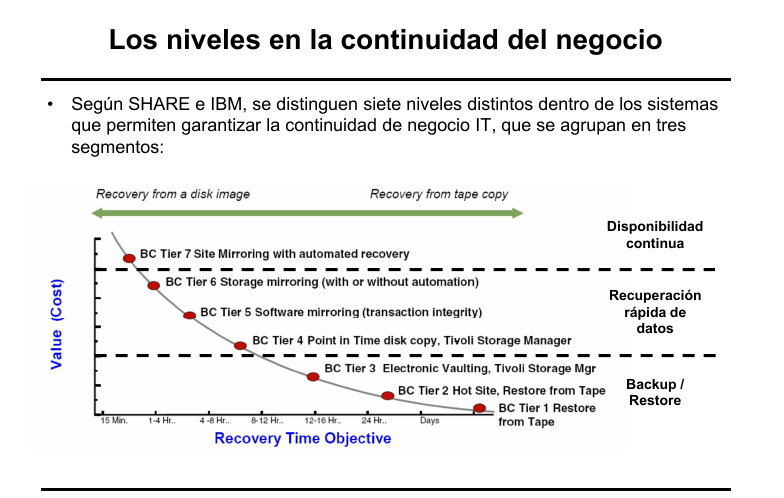 Los niveles en la continuidad del negocio
• Según SHARE e IBM, se distinguen siete niveles distintos dentro de los sistemas
que permiten garantizar la continuidad de negocio IT, que se agrupan en tres
segmentos:
Recovery from a disk image
Recovery from tape copy
Disponibilidad
continua
BC Tier 7 Site Mirroring with automated recovery
BC Tier 6 Storage mirroring (with or without automation)
Recuperación
rápida de
datos
BC Tier 5 Software mirroring (transaction integrity)
BC Tier 4 Point in Time disk copy, Tivoli Storage Manager
BC Tier 3 Electronic Vaulting, Tivoli Storage Mgr
Backup /
Restore
BC Tier 2 Hot Site, Restore from Tape
BC Tier 1 Restore
from Tape
Value (Cost)
15 Min. 1-4 Hr.. 4 -8 Hr.. 8-12 Hr.. 12-16 Hr.. 24 Hr.. Days
Recovery Time Objective